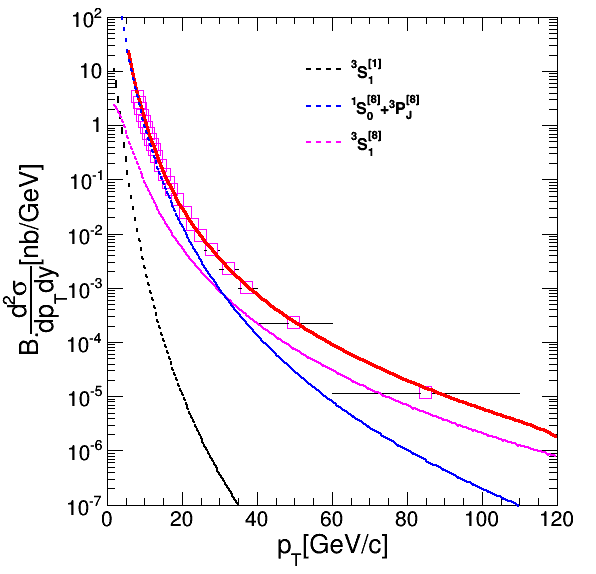 10²
10
1
10⁻¹
10⁻²
10⁻³
10⁻⁴
10⁻⁵
10⁻⁶
10⁻⁷
B.d²σ/dp_Tdy[nb/GeV]
³S₁^[1]
¹S₀^[8]+³P_J^[8]
³S₁^[8]
0 20 40 60 80 100 120
p_T[GeV/c]